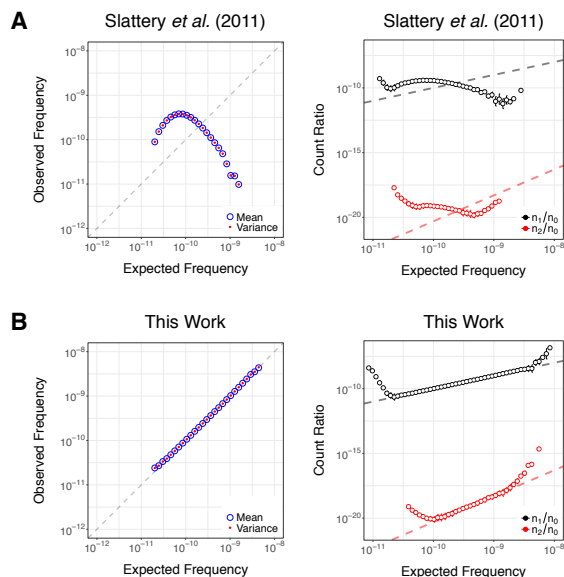 A
Slattery et al. (2011)
Slattery et al. (2011)
Observed Frequency
10⁻⁸
10⁻⁹
10⁻¹⁰
10⁻¹¹
10⁻¹²
Mean
Variance
10⁻¹² 10⁻¹¹ 10⁻¹⁰ 10⁻⁹ 10⁻⁸
Expected Frequency
Count Ratio
10⁻¹⁰
10⁻¹⁵
10⁻²⁰
n₁/n₀
n₂/n₀
10⁻¹¹ 10⁻¹⁰ 10⁻⁹ 10⁻⁸
Expected Frequency
B
This Work
This Work
Observed Frequency
10⁻⁸
10⁻⁹
10⁻¹⁰
10⁻¹¹
10⁻¹²
Mean
Variance
10⁻¹² 10⁻¹¹ 10⁻¹⁰ 10⁻⁹ 10⁻⁸
Expected Frequency
Count Ratio
10⁻¹⁰
10⁻¹⁵
10⁻²⁰
n₁/n₀
n₂/n₀
10⁻¹¹ 10⁻¹⁰ 10⁻⁹ 10⁻⁸
Expected Frequency